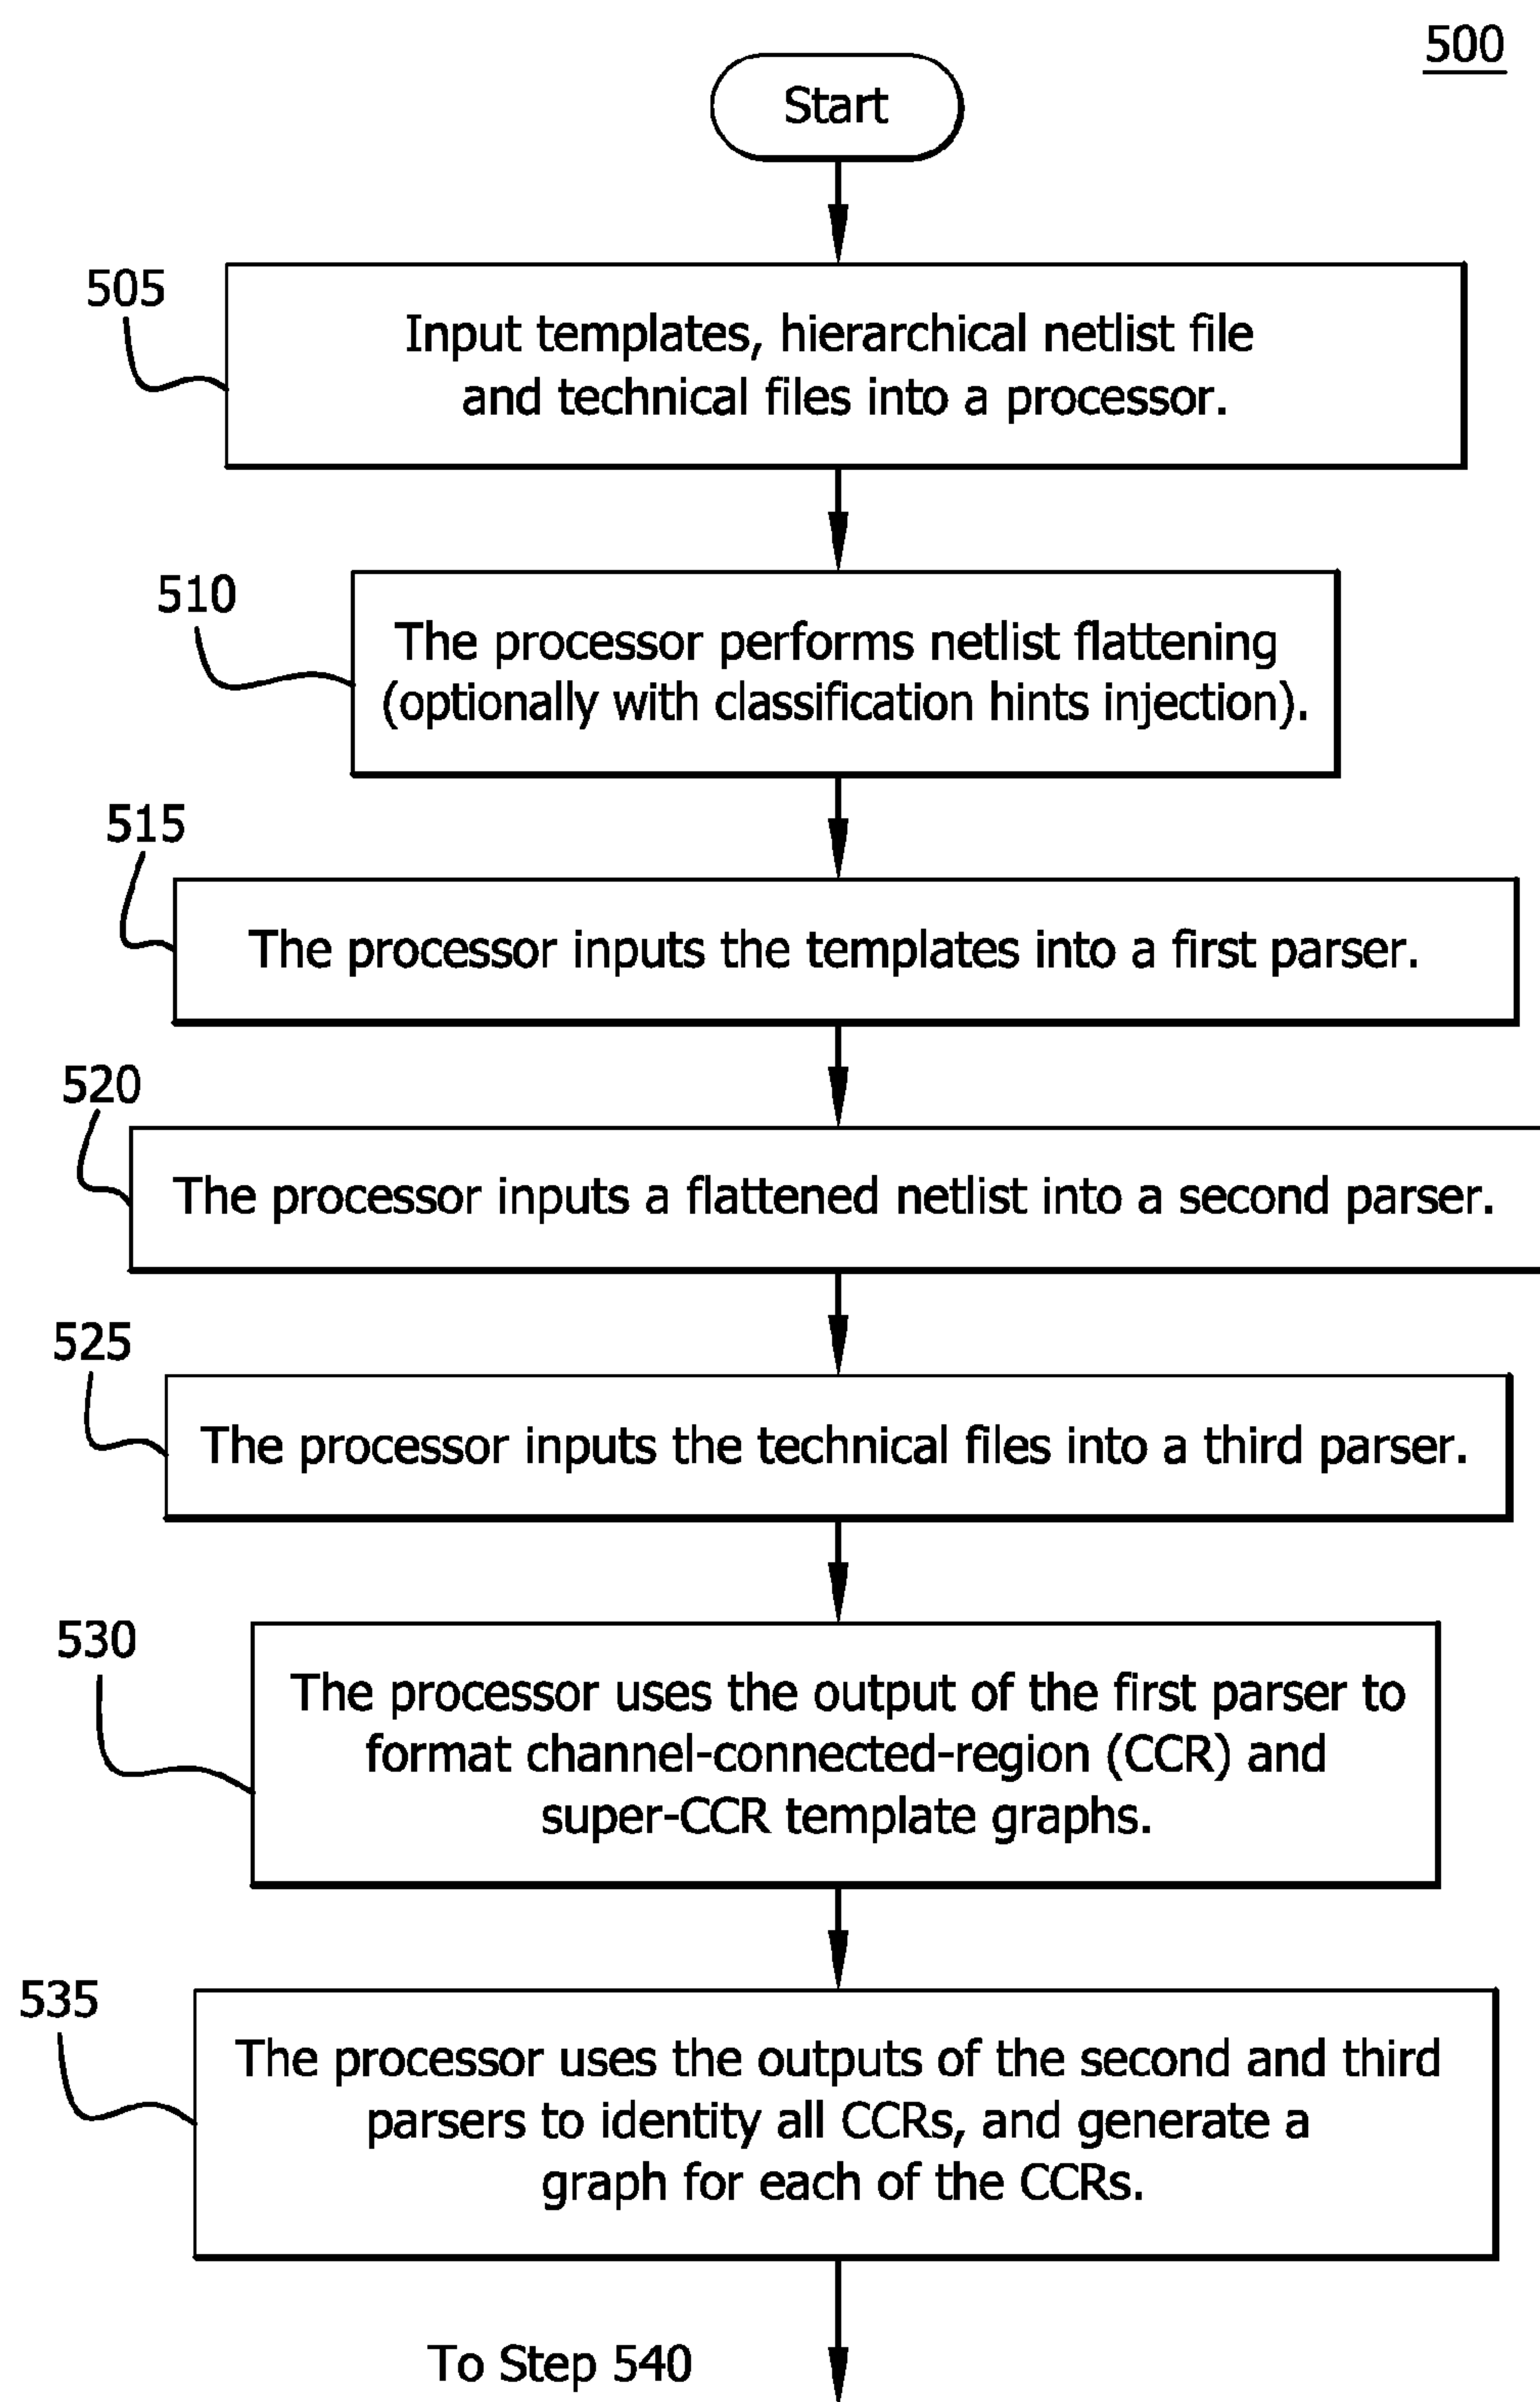 500
Start
505
Input templates, hierarchical netlist file
and technical files into a processor.
510
The processor performs netlist flattening
(optionally with classification hints injection).
515
The processor inputs the templates into a first parser.
520
The processor inputs a flattened netlist into a second parser.
525
The processor inputs the technical files into a third parser.
530
The processor uses the output of the first parser to
format channel-connected-region (CCR) and
super-CCR template graphs.
535
The processor uses the outputs of the second and third
parsers to identity all CCRs, and generate a
graph for each of the CCRs.
To Step 540